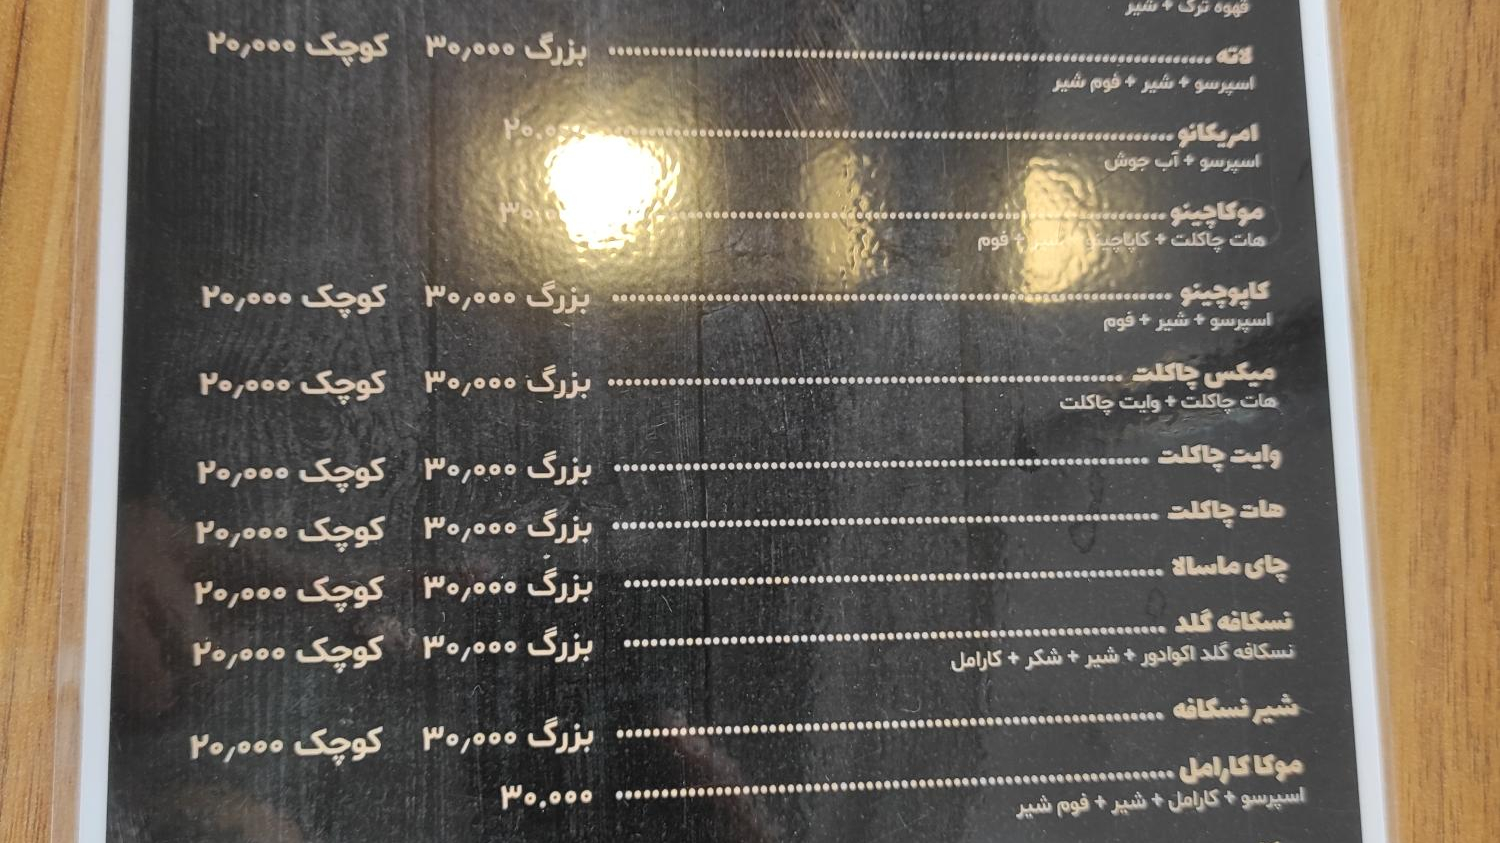 قهوه ترک + شیر
لاته بزرگ ۳۰٫۰۰۰ کوچک ۲۰٫۰۰۰
اسپرسو + شیر + فوم شیر
امریکانو
اسپرسو + آب جوش
موکاچینو
هات چاکلت + کاپاچینو + شیر + فوم
کاپوچینو بزرگ ۳۰٫۰۰۰ کوچک ۲۰٫۰۰۰
اسپرسو + شیر + فوم
میکس چاکلت بزرگ ۳۰٫۰۰۰ کوچک ۲۰٫۰۰۰
هات چاکلت + وایت چاکلت
وایت چاکلت بزرگ ۳۰٫۰۰۰ کوچک ۲۰٫۰۰۰
هات چاکلت بزرگ ۳۰٫۰۰۰ کوچک ۲۰٫۰۰۰
چای ماسالا بزرگ ۳۰٫۰۰۰ کوچک ۲۰٫۰۰۰
نسکافه گلد بزرگ ۳۰٫۰۰۰ کوچک ۲۰٫۰۰۰
نسکافه گلد اکوادور + شیر + شکر + کارامل
شیر نسکافه بزرگ ۳۰٫۰۰۰ کوچک ۲۰٫۰۰۰
موکا کارامل ۳۰.۰۰۰
اسپرسو + کارامل + شیر + فوم شیر